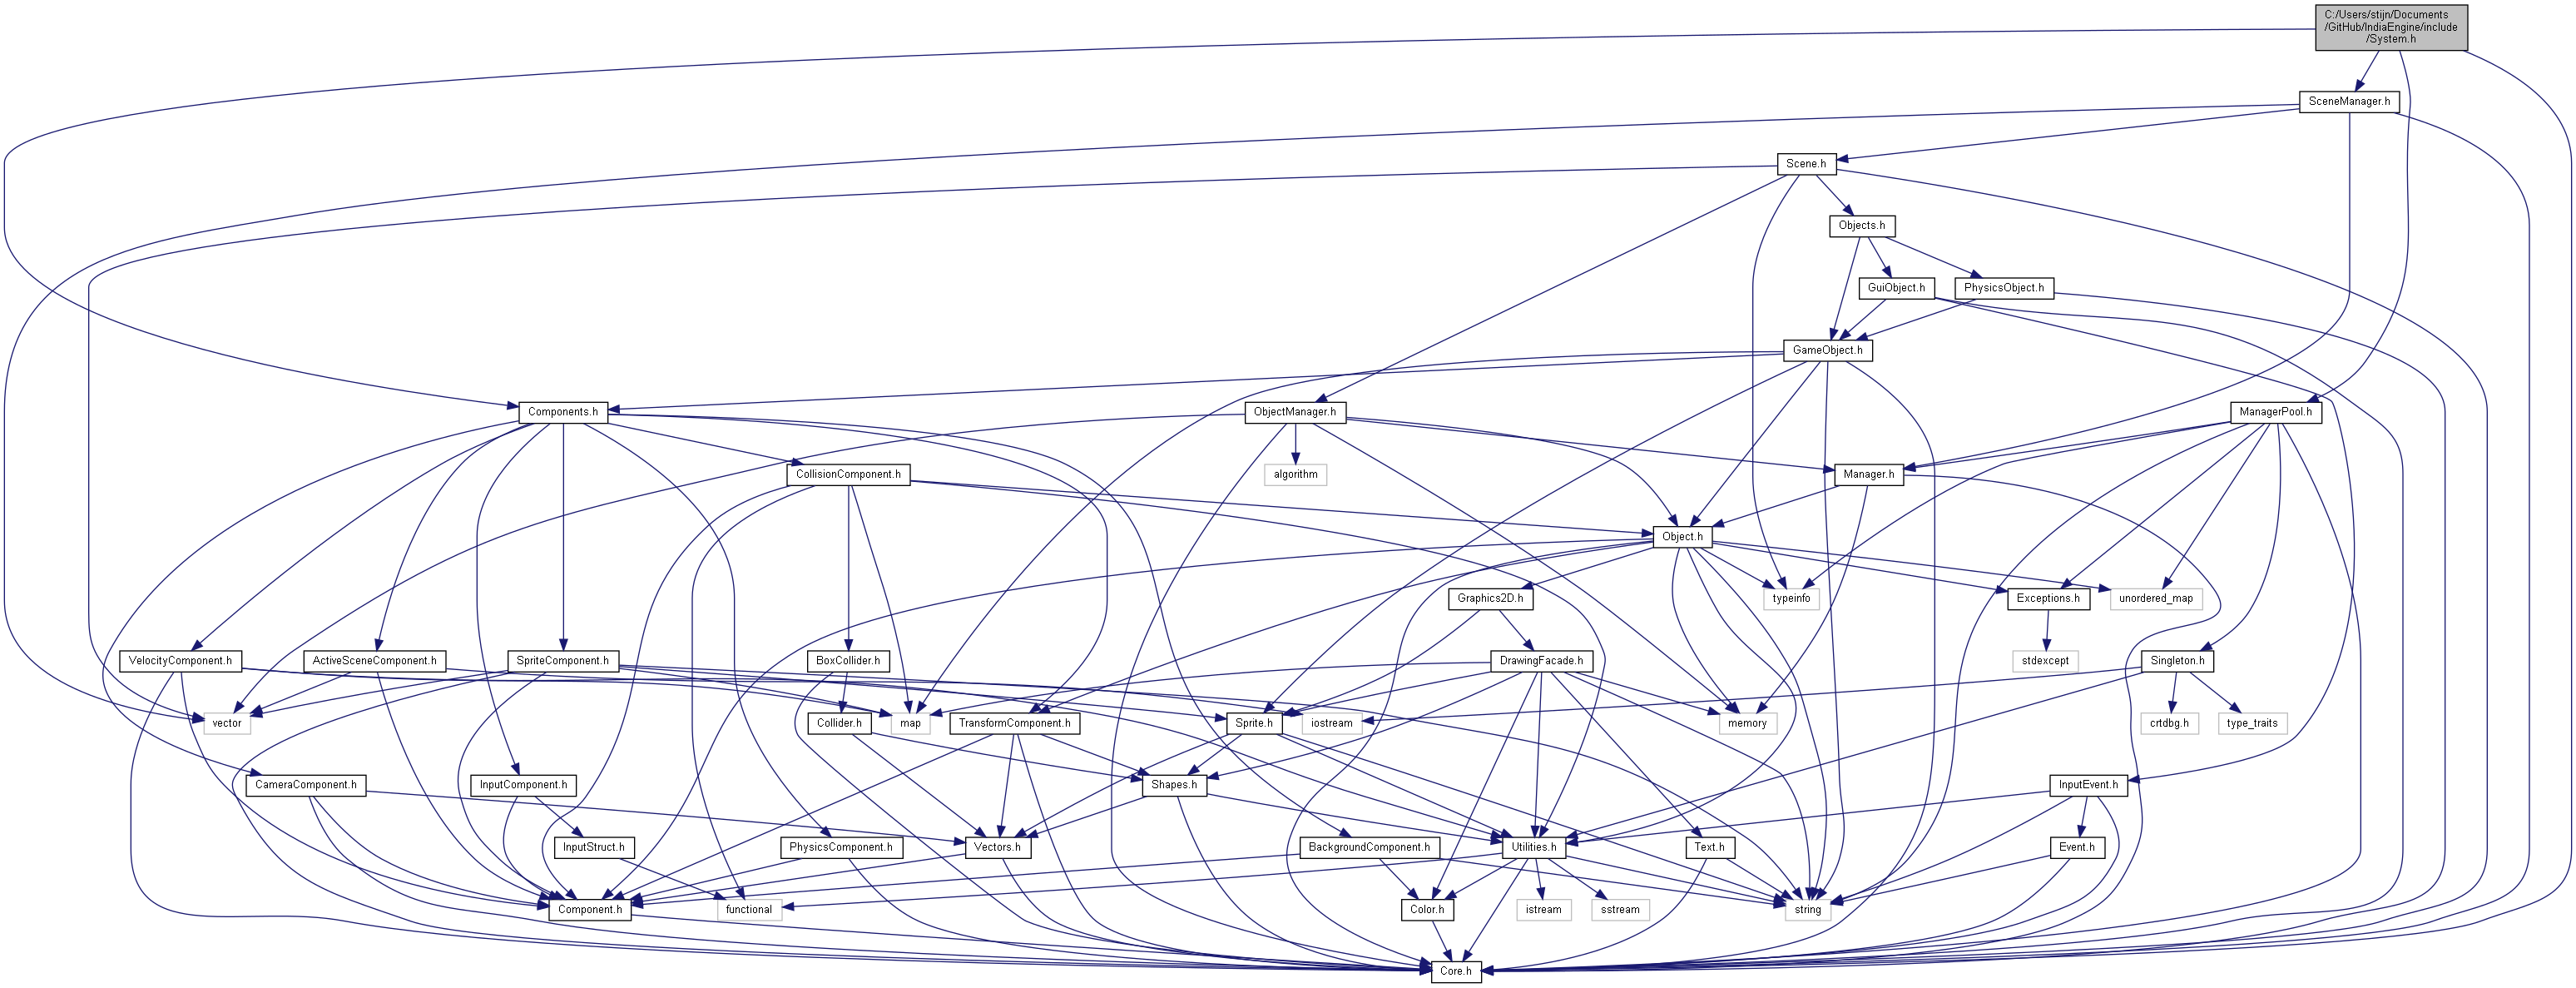 C:/Users/stijn/Documents
/GitHub/IndiaEngine/include
/System.h
SceneManager.h
Scene.h
Objects.h
GuiObject.h
PhysicsObject.h
GameObject.h
Components.h
ObjectManager.h
ManagerPool.h
CollisionComponent.h
algorithm
Manager.h
Object.h
Graphics2D.h
typeinfo
Exceptions.h
unordered_map
VelocityComponent.h
ActiveSceneComponent.h
SpriteComponent.h
BoxCollider.h
DrawingFacade.h
stdexcept
Singleton.h
vector
Collider.h
map
TransformComponent.h
Sprite.h
iostream
memory
crtdbg.h
type_traits
CameraComponent.h
InputComponent.h
Shapes.h
InputEvent.h
InputStruct.h
PhysicsComponent.h
Vectors.h
BackgroundComponent.h
Utilities.h
Text.h
Event.h
Component.h
functional
Color.h
istream
sstream
string
Core.h